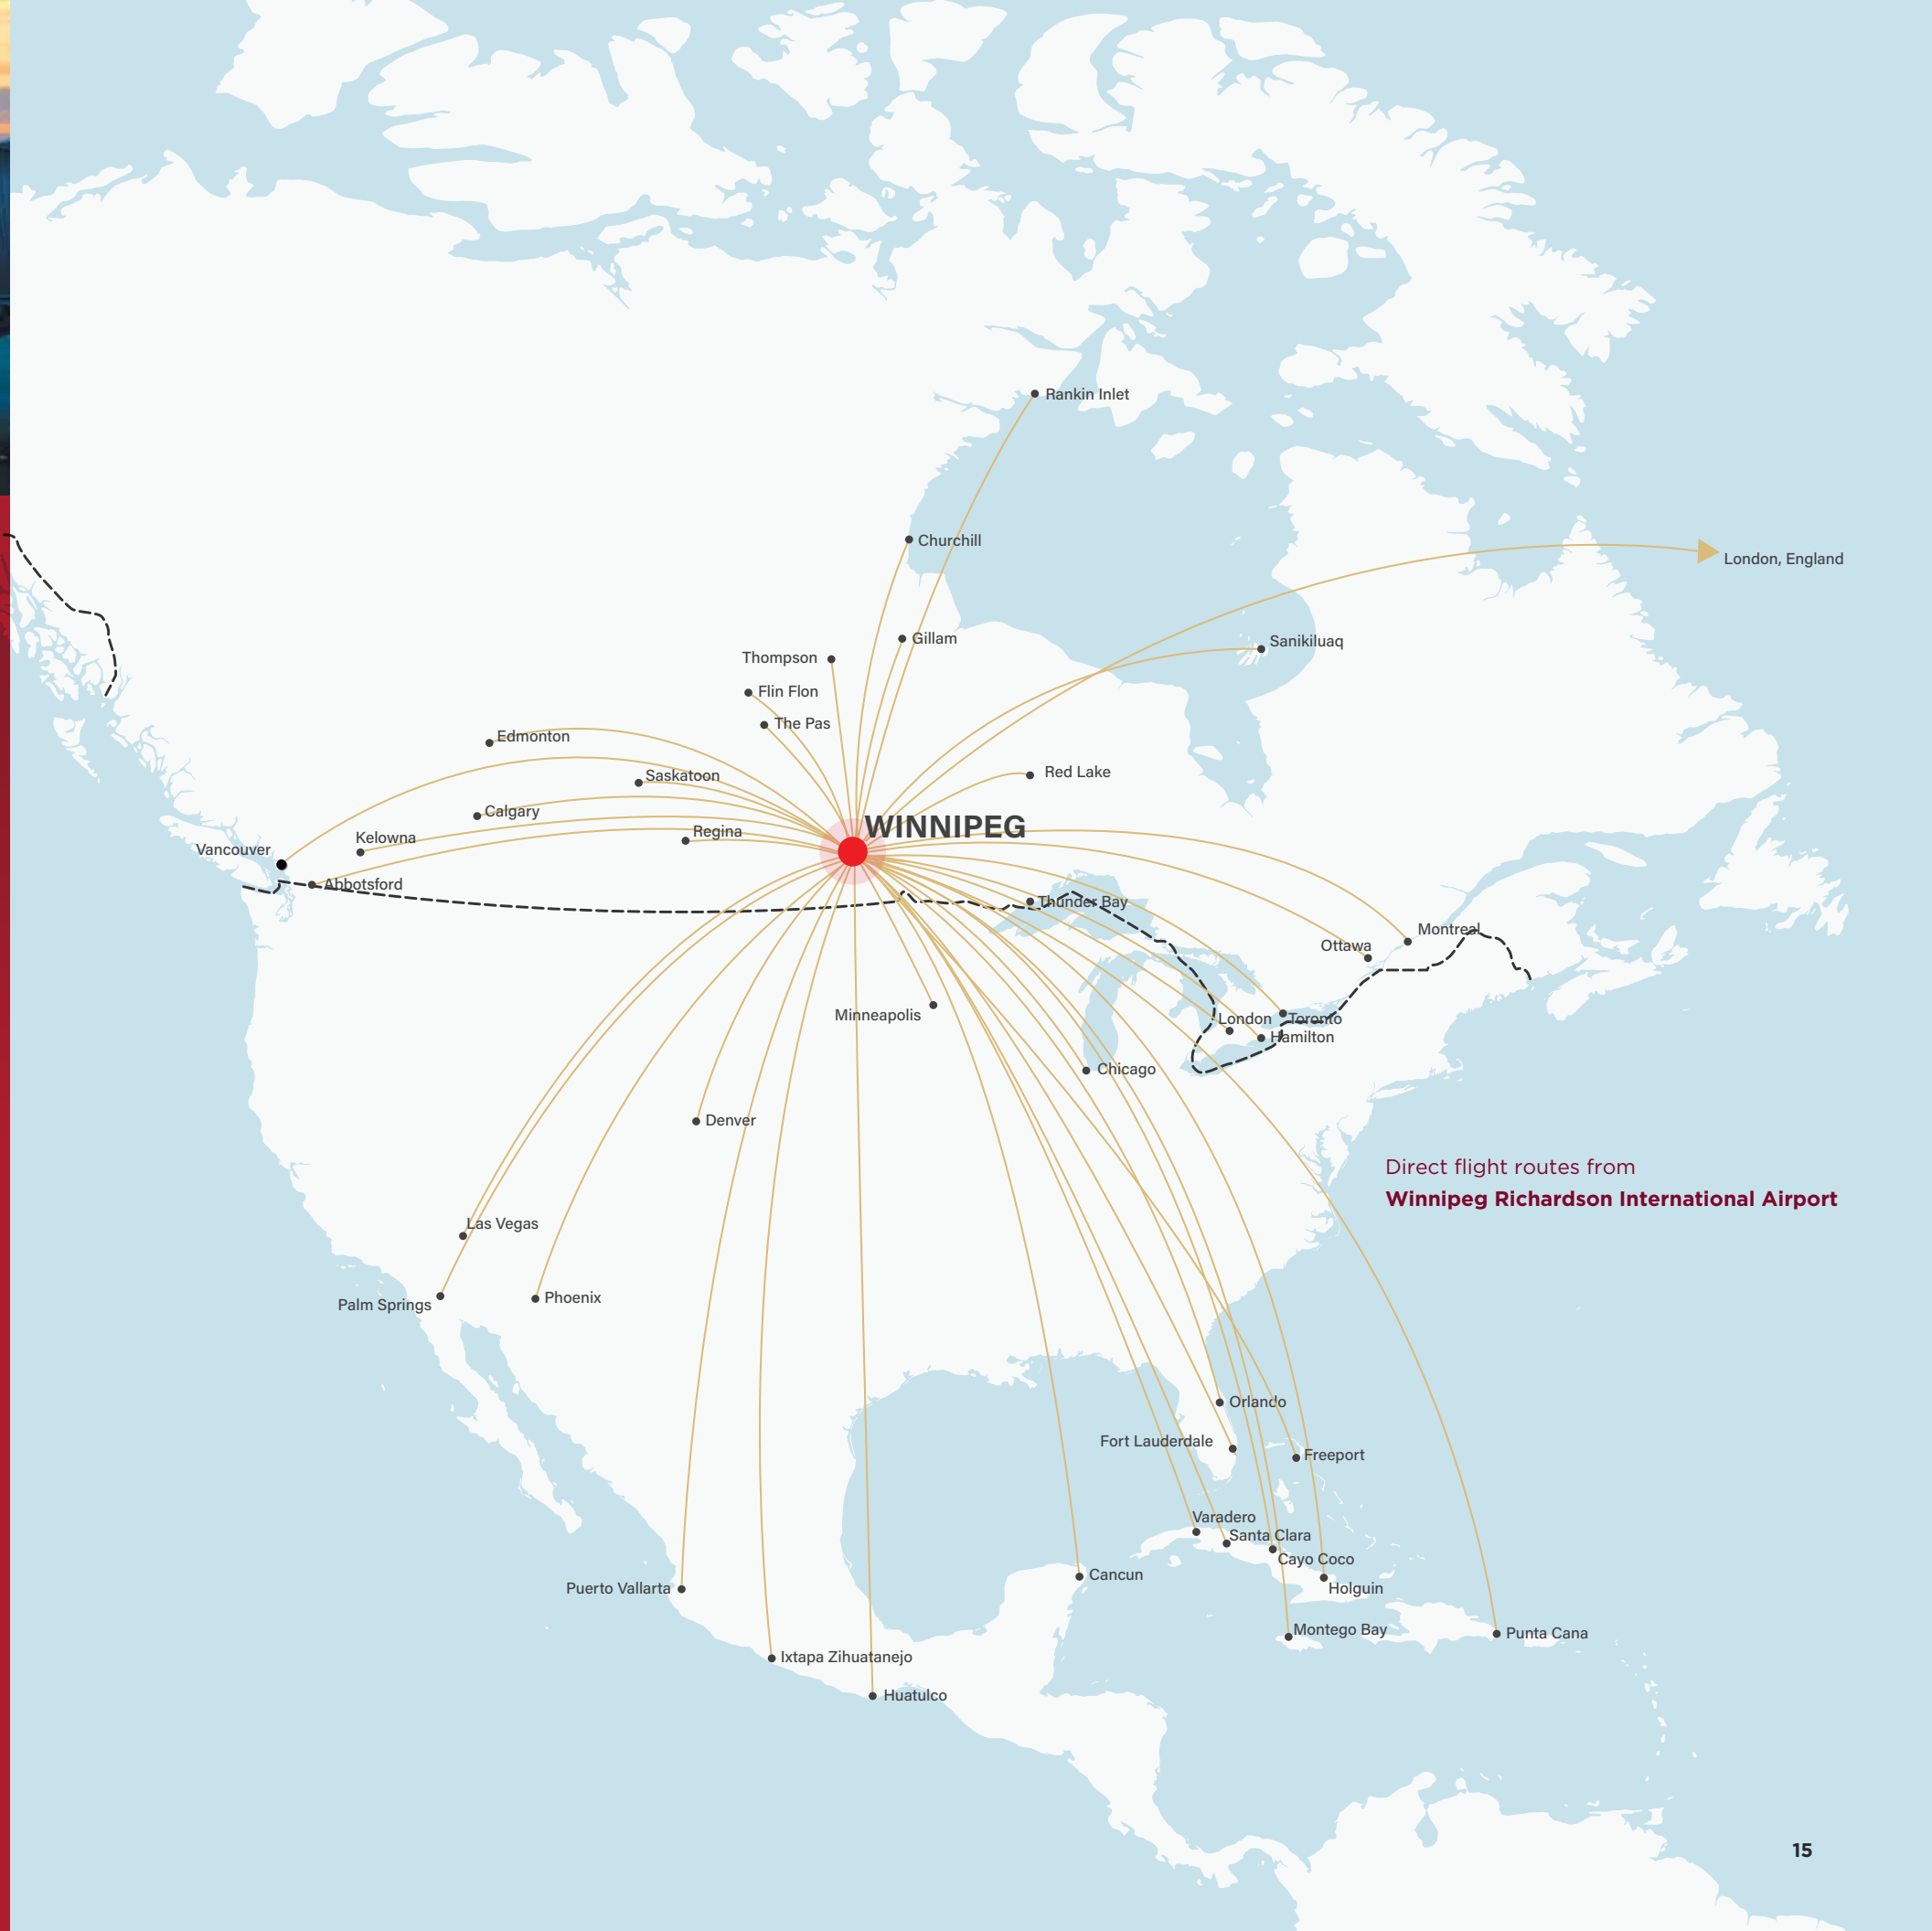 Rankin Inlet
Churchill
London, England
Gillam
Sanikiluaq
Thompson
Flin Flon
The Pas
Edmonton
Saskatoon
Red Lake
Calgary
WINNIPEG
Regina
Kelowna
Vancouver
Abbotsford
Thunder Bay
Montreal
Ottawa
Minneapolis
London
Toronto
Hamilton
Chicago
Denver
Direct flight routes from
Winnipeg Richardson International Airport
Las Vegas
Palm Springs
Phoenix
Orlando
Fort Lauderdale
Freeport
Varadero
Santa Clara
Cayo Coco
Cancun
Puerto Vallarta
Holguin
Montego Bay
Punta Cana
Ixtapa Zihuatanejo
Huatulco
15